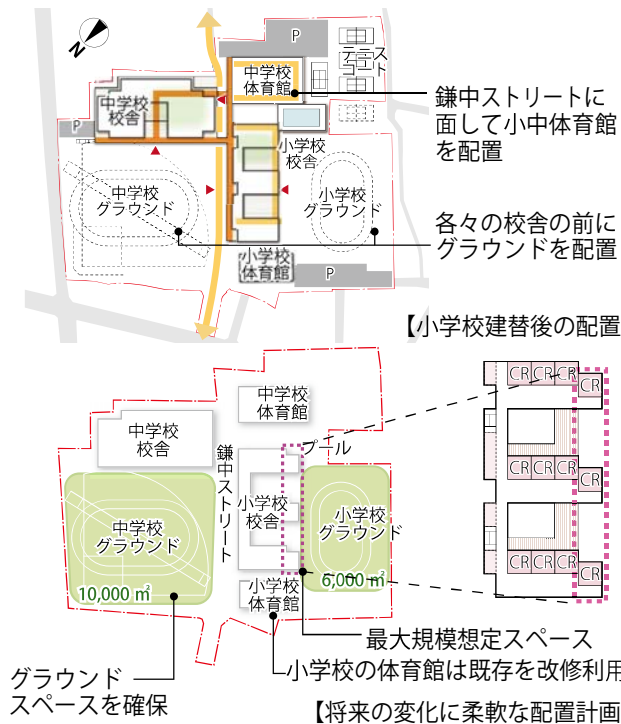 N
P
テニス
コート
中学校
体育館
中学校
校舎
P
小学校
校舎
中学校
グラウンド
小学校
グラウンド
小学校
体育館
P
鎌中ストリートに
面して小中体育館
を配置
各々の校舎の前に
グラウンドを配置
【小学校建替後の配置
中学校
体育館
中学校
校舎
鎌中ストリート
プール
小学校
校舎
中学校
グラウンド
小学校
グラウンド
10,000 ㎡
6,000 ㎡
小学校
体育館
CR CR CR CR
CR CR CR CR
CR CR CR CR
最大規模想定スペース
小学校の体育館は既存を改修利用
グラウンド
スペースを確保
【将来の変化に柔軟な配置計画